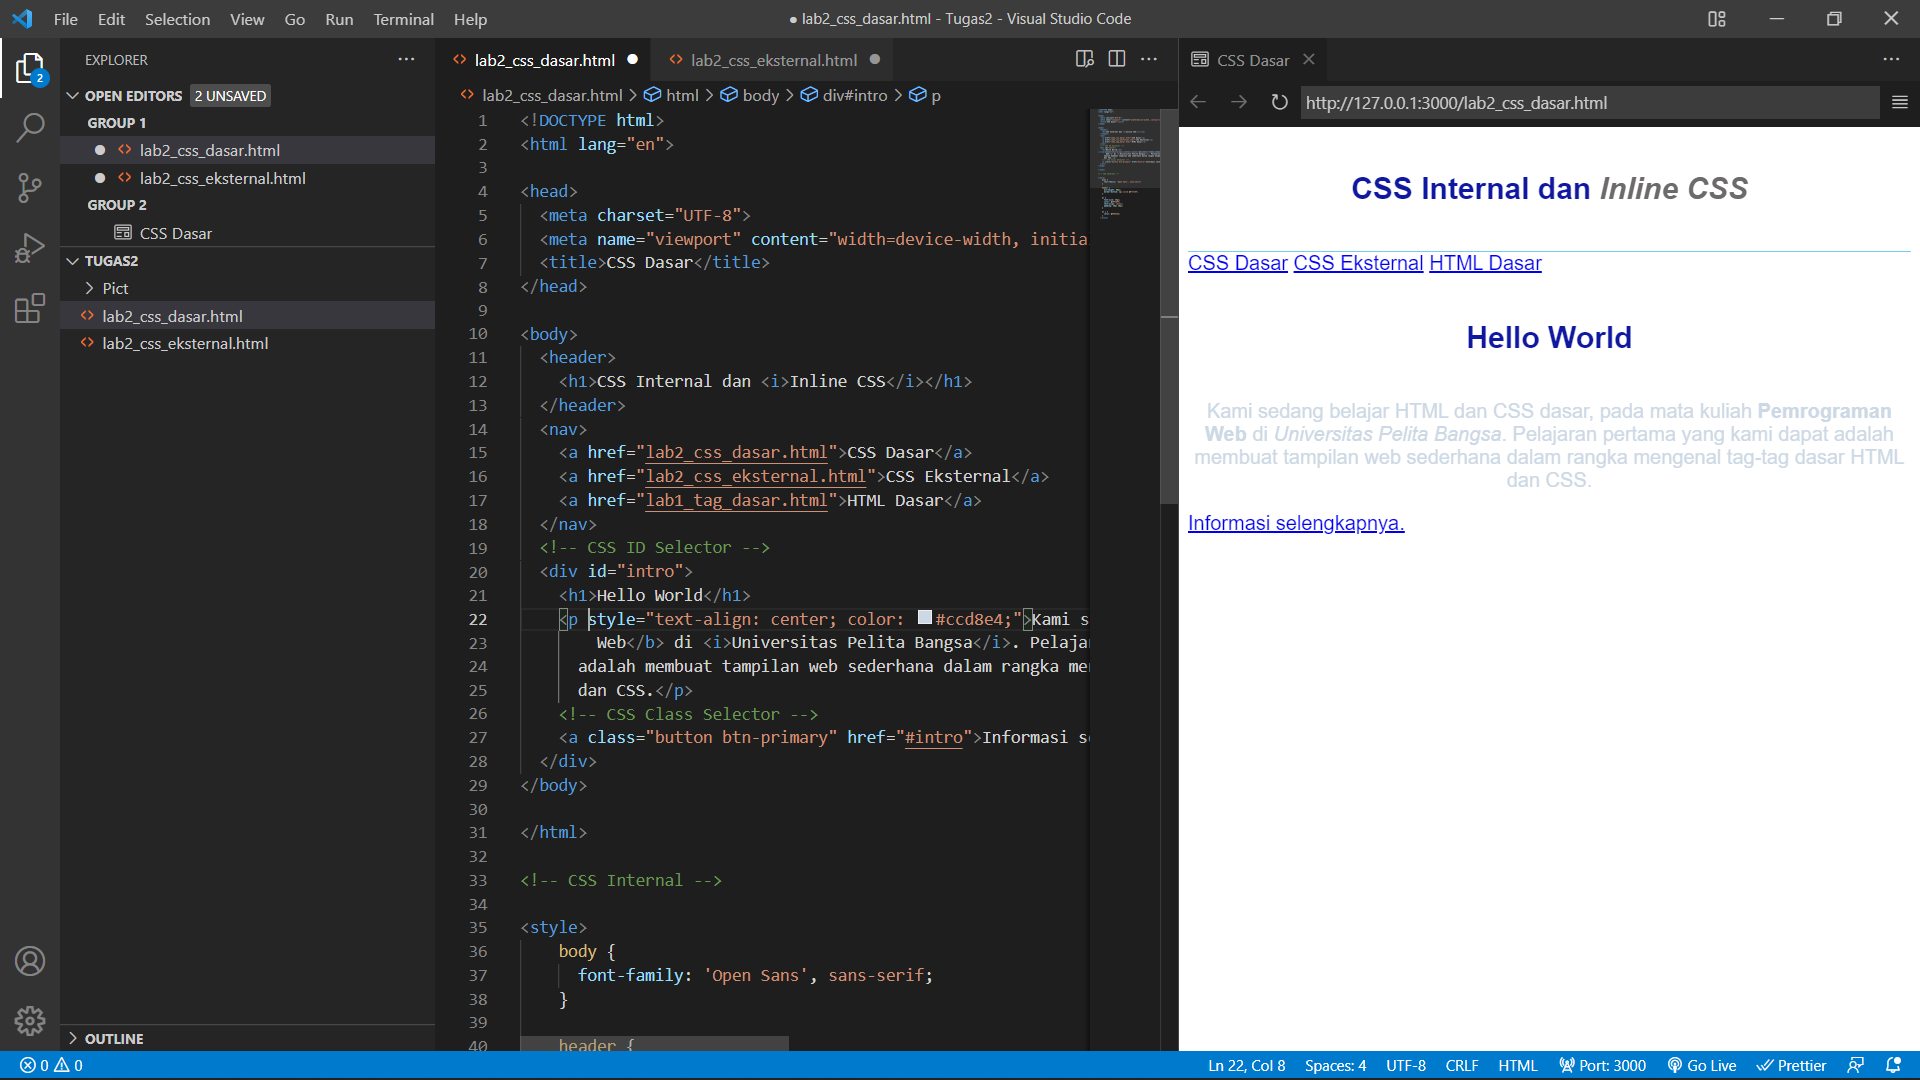 File Edit Selection View Go Run Terminal Help
● lab2_css_dasar.html - Tugas2 - Visual Studio Code
EXPLORER
OPEN EDITORS 2 UNSAVED
GROUP 1
lab2_css_dasar.html
lab2_css_eksternal.html
GROUP 2
CSS Dasar
TUGAS2
Pict
lab2_css_dasar.html
lab2_css_eksternal.html
OUTLINE
2
lab2_css_dasar.html
lab2_css_eksternal.html
lab2_css_dasar.html > html > body > div#intro > p
1 <!DOCTYPE html>
2 <html lang="en">
3
4 <head>
5 <meta charset="UTF-8">
6 <meta name="viewport" content="width=device-width, initia
7 <title>CSS Dasar</title>
8 </head>
9
10 <body>
11 <header>
12 <h1>CSS Internal dan <i>Inline CSS</i></h1>
13 </header>
14 <nav>
15 <a href="lab2_css_dasar.html">CSS Dasar</a>
16 <a href="lab2_css_eksternal.html">CSS Eksternal</a>
17 <a href="lab1_tag_dasar.html">HTML Dasar</a>
18 </nav>
19 <!-- CSS ID Selector -->
20 <div id="intro">
21 <h1>Hello World</h1>
22 <p style="text-align: center; color: #ccd8e4;">Kami s
23 Web</b> di <i>Universitas Pelita Bangsa</i>. Pelaja
24 adalah membuat tampilan web sederhana dalam rangka me
25 dan CSS.</p>
26 <!-- CSS Class Selector -->
27 <a class="button btn-primary" href="#intro">Informasi s
28 </div>
29 </body>
30
31 </html>
32
33 <!-- CSS Internal -->
34
35 <style>
36 body {
37 font-family: 'Open Sans', sans-serif;
38 }
39
40 header {
CSS Dasar
http://127.0.0.1:3000/lab2_css_dasar.html
CSS Internal dan Inline CSS
CSS Dasar CSS Eksternal HTML Dasar
Hello World
Kami sedang belajar HTML dan CSS dasar, pada mata kuliah Pemrograman
Web di Universitas Pelita Bangsa. Pelajaran pertama yang kami dapat adalah
membuat tampilan web sederhana dalam rangka mengenal tag-tag dasar HTML
dan CSS.
Informasi selengkapnya.
0 0
Ln 22, Col 8 Spaces: 4 UTF-8 CRLF HTML Port: 3000 Go Live Prettier